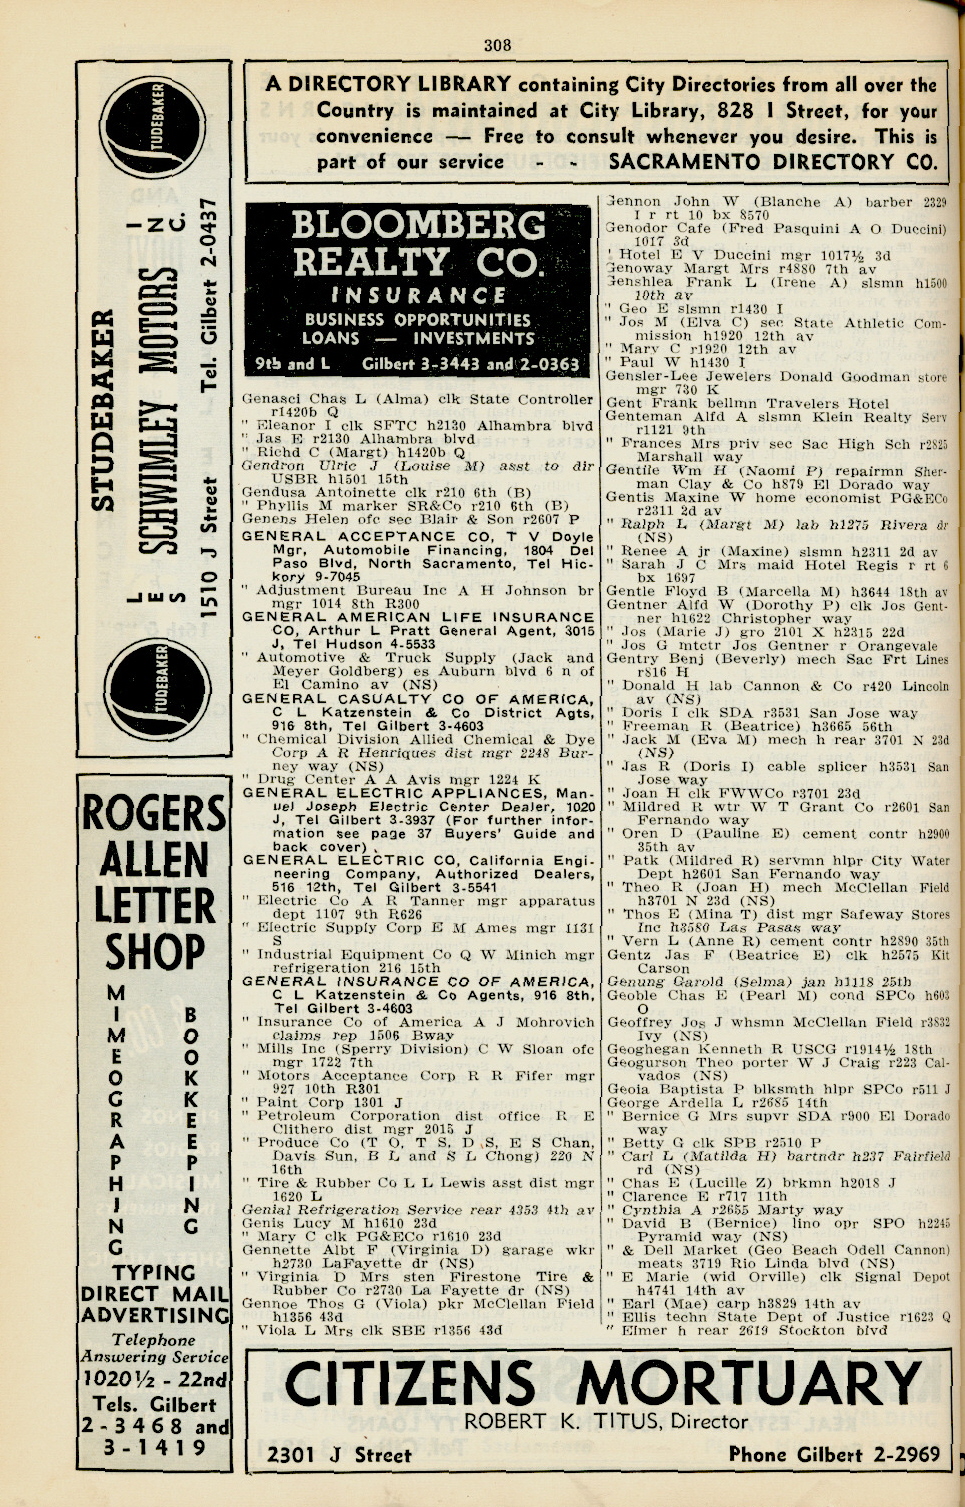 308
A DIRECTORY LIBRARY containing City Directories from all over the
Country is maintained at City Library, 828 I Street, for your
convenience — Free to consult whenever you desire. This is
part of our service - - SACRAMENTO DIRECTORY CO.
STUDEBAKER
STUDEBAKER
LES SCHWIMLEY MOTORS INC.
1510 J Street Tel. Gilbert 2-0437
STUDEBAKER
ROGERS
ALLEN
LETTER
SHOP
MIMEOGRAPHING
BOOKKEEPING
TYPING
DIRECT MAIL
ADVERTISING
Telephone
Answering Service
1020½ - 22nd
Tels. Gilbert
2-3468 and
3-1419
BLOOMBERG
REALTY CO.
INSURANCE
BUSINESS OPPORTUNITIES
LOANS — INVESTMENTS
9th and L Gilbert 3-3443 and 2-0363
Genasci Chas L (Alma) clk State Controller
r1420b Q
" Eleanor I clk SFTC h2130 Alhambra blvd
" Jas E r2130 Alhambra blvd
" Richd C (Margt) h1420b Q
Gendron Ulric J (Louise M) asst to dir
USBR h1501 15th
Gendusa Antoinette clk r210 6th (B)
" Phyllis M marker SR&Co r210 6th (B)
Genens Helen ofc sec Blair & Son r2607 P
GENERAL ACCEPTANCE CO, T V Doyle
Mgr, Automobile Financing, 1804 Del
Paso Blvd, North Sacramento, Tel Hic-
kory 9-7045
" Adjustment Bureau Inc A H Johnson br
mgr 1014 8th R300
GENERAL AMERICAN LIFE INSURANCE
CO, Arthur L Pratt General Agent, 3015
J, Tel Hudson 4-5533
" Automotive & Truck Supply (Jack and
Meyer Goldberg) es Auburn blvd 6 n of
El Camino av (NS)
GENERAL CASUALTY CO OF AMERICA,
C L Katzenstein & Co District Agts,
916 8th, Tel Gilbert 3-4603
" Chemical Division Allied Chemical & Dye
Corp A R Henriques dist mgr 2248 Bur-
ney way (NS)
" Drug Center A A Avis mgr 1224 K
GENERAL ELECTRIC APPLIANCES, Man-
uel Joseph Electric Center Dealer, 1020
J, Tel Gilbert 3-3937 (For further infor-
mation see page 37 Buyers' Guide and
back cover)
GENERAL ELECTRIC CO, California Engi-
neering Company, Authorized Dealers,
516 12th, Tel Gilbert 3-5541
" Electric Co A R Tanner mgr apparatus
dept 1107 9th R626
" Electric Supply Corp E M Ames mgr 1131
S
" Industrial Equipment Co Q W Minich mgr
refrigeration 216 15th
GENERAL INSURANCE CO OF AMERICA,
C L Katzenstein & Co Agents, 916 8th,
Tel Gilbert 3-4603
" Insurance Co of America A J Mohrovich
claims rep 1506 Bway
" Mills Inc (Sperry Division) C W Sloan ofc
mgr 1722 7th
" Motors Acceptance Corp R R Fifer mgr
927 10th R301
" Paint Corp 1301 J
" Petroleum Corporation dist office R E
Clithero dist mgr 2015 J
" Produce Co (T O, T S, D S, E S Chan,
Davis Sun, B L and S L Chong) 220 N
16th
" Tire & Rubber Co L L Lewis asst dist mgr
1620 L
Genial Refrigeration Service rear 4353 4th av
Genis Lucy M h1610 23d
" Mary C clk PG&ECo r1610 23d
Gennette Albt F (Virginia D) garage wkr
h2730 LaFayette dr (NS)
" Virginia D Mrs sten Firestone Tire &
Rubber Co r2730 La Fayette dr (NS)
Gennoe Thos G (Viola) pkr McClellan Field
h1356 43d
" Viola L Mrs clk SBE r1356 43d
Gennon John W (Blanche A) barber 2329
I r rt 10 bx 8570
Genodor Cafe (Fred Pasquini A O Duccini)
1017 3d
" Hotel E V Duccini mgr 1017½ 3d
Genoway Margt Mrs r4880 7th av
Genshlea Frank L (Irene A) slsmn h1500
10th av
" Geo E slsmn r1430 I
" Jos M (Elva C) sec State Athletic Com-
mission h1920 12th av
" Mary C r1920 12th av
" Paul W h1430 I
Gensler-Lee Jewelers Donald Goodman store
mgr 730 K
Gent Frank bellmn Travelers Hotel
Genteman Alfd A slsmn Klein Realty Serv
r1121 9th
" Frances Mrs priv sec Sac High Sch r2825
Marshall way
Gentile Wm H (Naomi P) repairmn Sher-
man Clay & Co h879 El Dorado way
Gentis Maxine W home economist PG&ECo
r2311 2d av
" Ralph L (Margt M) lab h1275 Rivera dr
(NS)
" Renee A jr (Maxine) slsmn h2311 2d av
" Sarah J C Mrs maid Hotel Regis r rt 6
bx 1697
Gentle Floyd B (Marcella M) h3644 18th av
Gentner Alfd W (Dorothy P) clk Jos Gent-
ner h1622 Christopher way
" Jos (Marie J) gro 2101 X h2315 22d
" Jos G mtctr Jos Gentner r Orangevale
Gentry Benj (Beverly) mech Sac Frt Lines
r816 H
" Donald H lab Cannon & Co r420 Lincoln
av (NS)
" Doris I clk SDA r3531 San Jose way
" Freeman R (Beatrice) h3665 56th
" Jack M (Eva M) mech h rear 3701 N 23d
(NS)
" Jas R (Doris I) cable splicer h3531 San
Jose way
" Joan H clk FWWCo r3701 23d
" Mildred R wtr W T Grant Co r2601 San
Fernando way
" Oren D (Pauline E) cement contr h2900
35th av
" Patk (Mildred R) servmn hlpr City Water
Dept h2601 San Fernando way
" Theo R (Joan H) mech McClellan Field
h3701 N 23d (NS)
" Thos E (Mina T) dist mgr Safeway Stores
Inc h3580 Las Pasas way
" Vern L (Anne R) cement contr h2890 35th
Gentz Jas F (Beatrice E) clk h2575 Kit
Carson
Genung Garold (Selma) jan h1118 25th
Geoble Chas E (Pearl M) cond SPCo h603
O
Geoffrey Jos J whsmn McClellan Field r3832
Ivy (NS)
Geoghegan Kenneth R USCG r1914½ 18th
Geogurson Theo porter W J Craig r223 Cal-
vados (NS)
Geoia Baptista P blksmth hlpr SPCo r511 J
George Ardella L r2685 14th
" Bernice G Mrs supvr SDA r900 El Dorado
way
" Betty G clk SPB r2510 P
" Carl L (Matilda H) bartndr h237 Fairfield
rd (NS)
" Chas E (Lucille Z) brkmn h2018 J
" Clarence E r717 11th
" Cynthia A r2655 Marty way
" David B (Bernice) lino opr SPO h2245
Pyramid way (NS)
" & Dell Market (Geo Beach Odell Cannon)
meats 3719 Rio Linda blvd (NS)
" E Marie (wid Orville) clk Signal Depot
h4741 14th av
" Earl (Mae) carp h3829 14th av
" Ellis techn State Dept of Justice r1623 Q
" Elmer h rear 2619 Stockton blvd
CITIZENS MORTUARY
ROBERT K. TITUS, Director
2301 J Street Phone Gilbert 2-2969